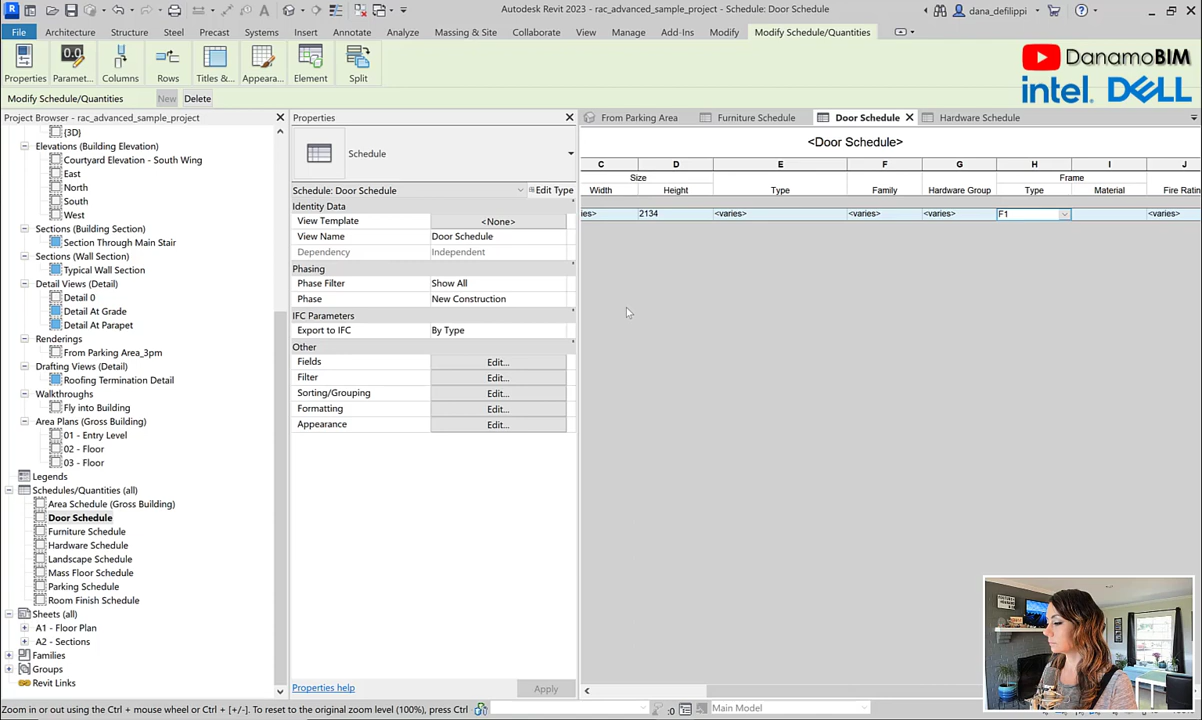 Autodesk Revit 2023 - rac_advanced_sample_project - Schedule: Door Schedule
dana_defilippi
File Architecture Structure Steel Precast Systems Insert Annotate Analyze Massing & Site Collaborate View Manage Add-Ins Modify Modify Schedule/Quantities
Properties Paramet... Columns Rows Titles &... Appeara... Element Split
DanamoBIM
intel. DELL
Modify Schedule/Quantities New Delete
Project Browser - rac_advanced_sample_project
{3D}
Elevations (Building Elevation)
Courtyard Elevation - South Wing
East
North
South
West
Sections (Building Section)
Section Through Main Stair
Sections (Wall Section)
Typical Wall Section
Detail Views (Detail)
Detail 0
Detail At Grade
Detail At Parapet
Renderings
From Parking Area_3pm
Drafting Views (Detail)
Roofing Termination Detail
Walkthroughs
Fly into Building
Area Plans (Gross Building)
01 - Entry Level
02 - Floor
03 - Floor
Legends
Schedules/Quantities (all)
Area Schedule (Gross Building)
Door Schedule
Furniture Schedule
Hardware Schedule
Landscape Schedule
Mass Floor Schedule
Parking Schedule
Room Finish Schedule
Sheets (all)
A1 - Floor Plan
A2 - Sections
Families
Groups
Revit Links
Properties
Schedule
Schedule: Door Schedule Edit Type
Identity Data
View Template <None>
View Name Door Schedule
Dependency Independent
Phasing
Phase Filter Show All
Phase New Construction
IFC Parameters
Export to IFC By Type
Other
Fields Edit...
Filter Edit...
Sorting/Grouping Edit...
Formatting Edit...
Appearance Edit...
Properties help Apply
From Parking Area Furniture Schedule Door Schedule Hardware Schedule
<Door Schedule>
C D E F G H I J
Size Frame
Width Height Type Family Hardware Group Type Material Fire Ratin
ies> 2134 <varies> <varies> <varies> F1 <varies>
Zoom in or out using the Ctrl + mouse wheel or Ctrl + [+/-]. To reset to the original zoom level (100%), press Ctrl :0 Main Model